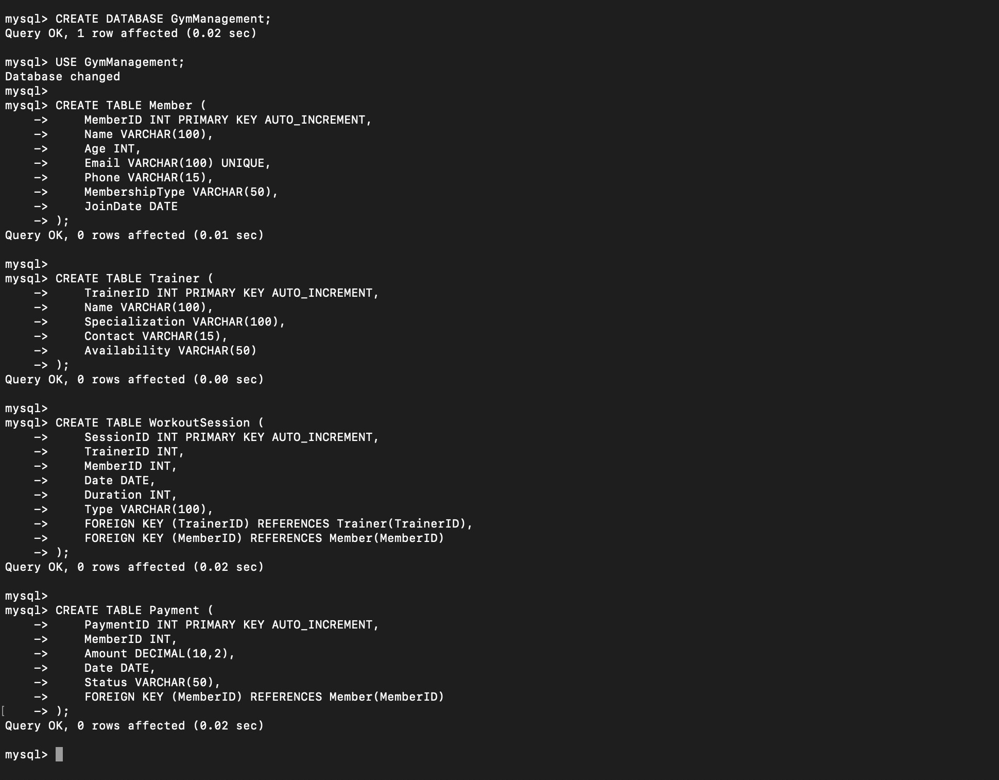 mysql> CREATE DATABASE GymManagement;
Query OK, 1 row affected (0.02 sec)

mysql> USE GymManagement;
Database changed
mysql>
mysql> CREATE TABLE Member (
    ->     MemberID INT PRIMARY KEY AUTO_INCREMENT,
    ->     Name VARCHAR(100),
    ->     Age INT,
    ->     Email VARCHAR(100) UNIQUE,
    ->     Phone VARCHAR(15),
    ->     MembershipType VARCHAR(50),
    ->     JoinDate DATE
    -> );
Query OK, 0 rows affected (0.01 sec)

mysql>
mysql> CREATE TABLE Trainer (
    ->     TrainerID INT PRIMARY KEY AUTO_INCREMENT,
    ->     Name VARCHAR(100),
    ->     Specialization VARCHAR(100),
    ->     Contact VARCHAR(15),
    ->     Availability VARCHAR(50)
    -> );
Query OK, 0 rows affected (0.00 sec)

mysql>
mysql> CREATE TABLE WorkoutSession (
    ->     SessionID INT PRIMARY KEY AUTO_INCREMENT,
    ->     TrainerID INT,
    ->     MemberID INT,
    ->     Date DATE,
    ->     Duration INT,
    ->     Type VARCHAR(100),
    ->     FOREIGN KEY (TrainerID) REFERENCES Trainer(TrainerID),
    ->     FOREIGN KEY (MemberID) REFERENCES Member(MemberID)
    -> );
Query OK, 0 rows affected (0.02 sec)

mysql>
mysql> CREATE TABLE Payment (
    ->     PaymentID INT PRIMARY KEY AUTO_INCREMENT,
    ->     MemberID INT,
    ->     Amount DECIMAL(10,2),
    ->     Date DATE,
    ->     Status VARCHAR(50),
    ->     FOREIGN KEY (MemberID) REFERENCES Member(MemberID)
[    -> );
Query OK, 0 rows affected (0.02 sec)

mysql>